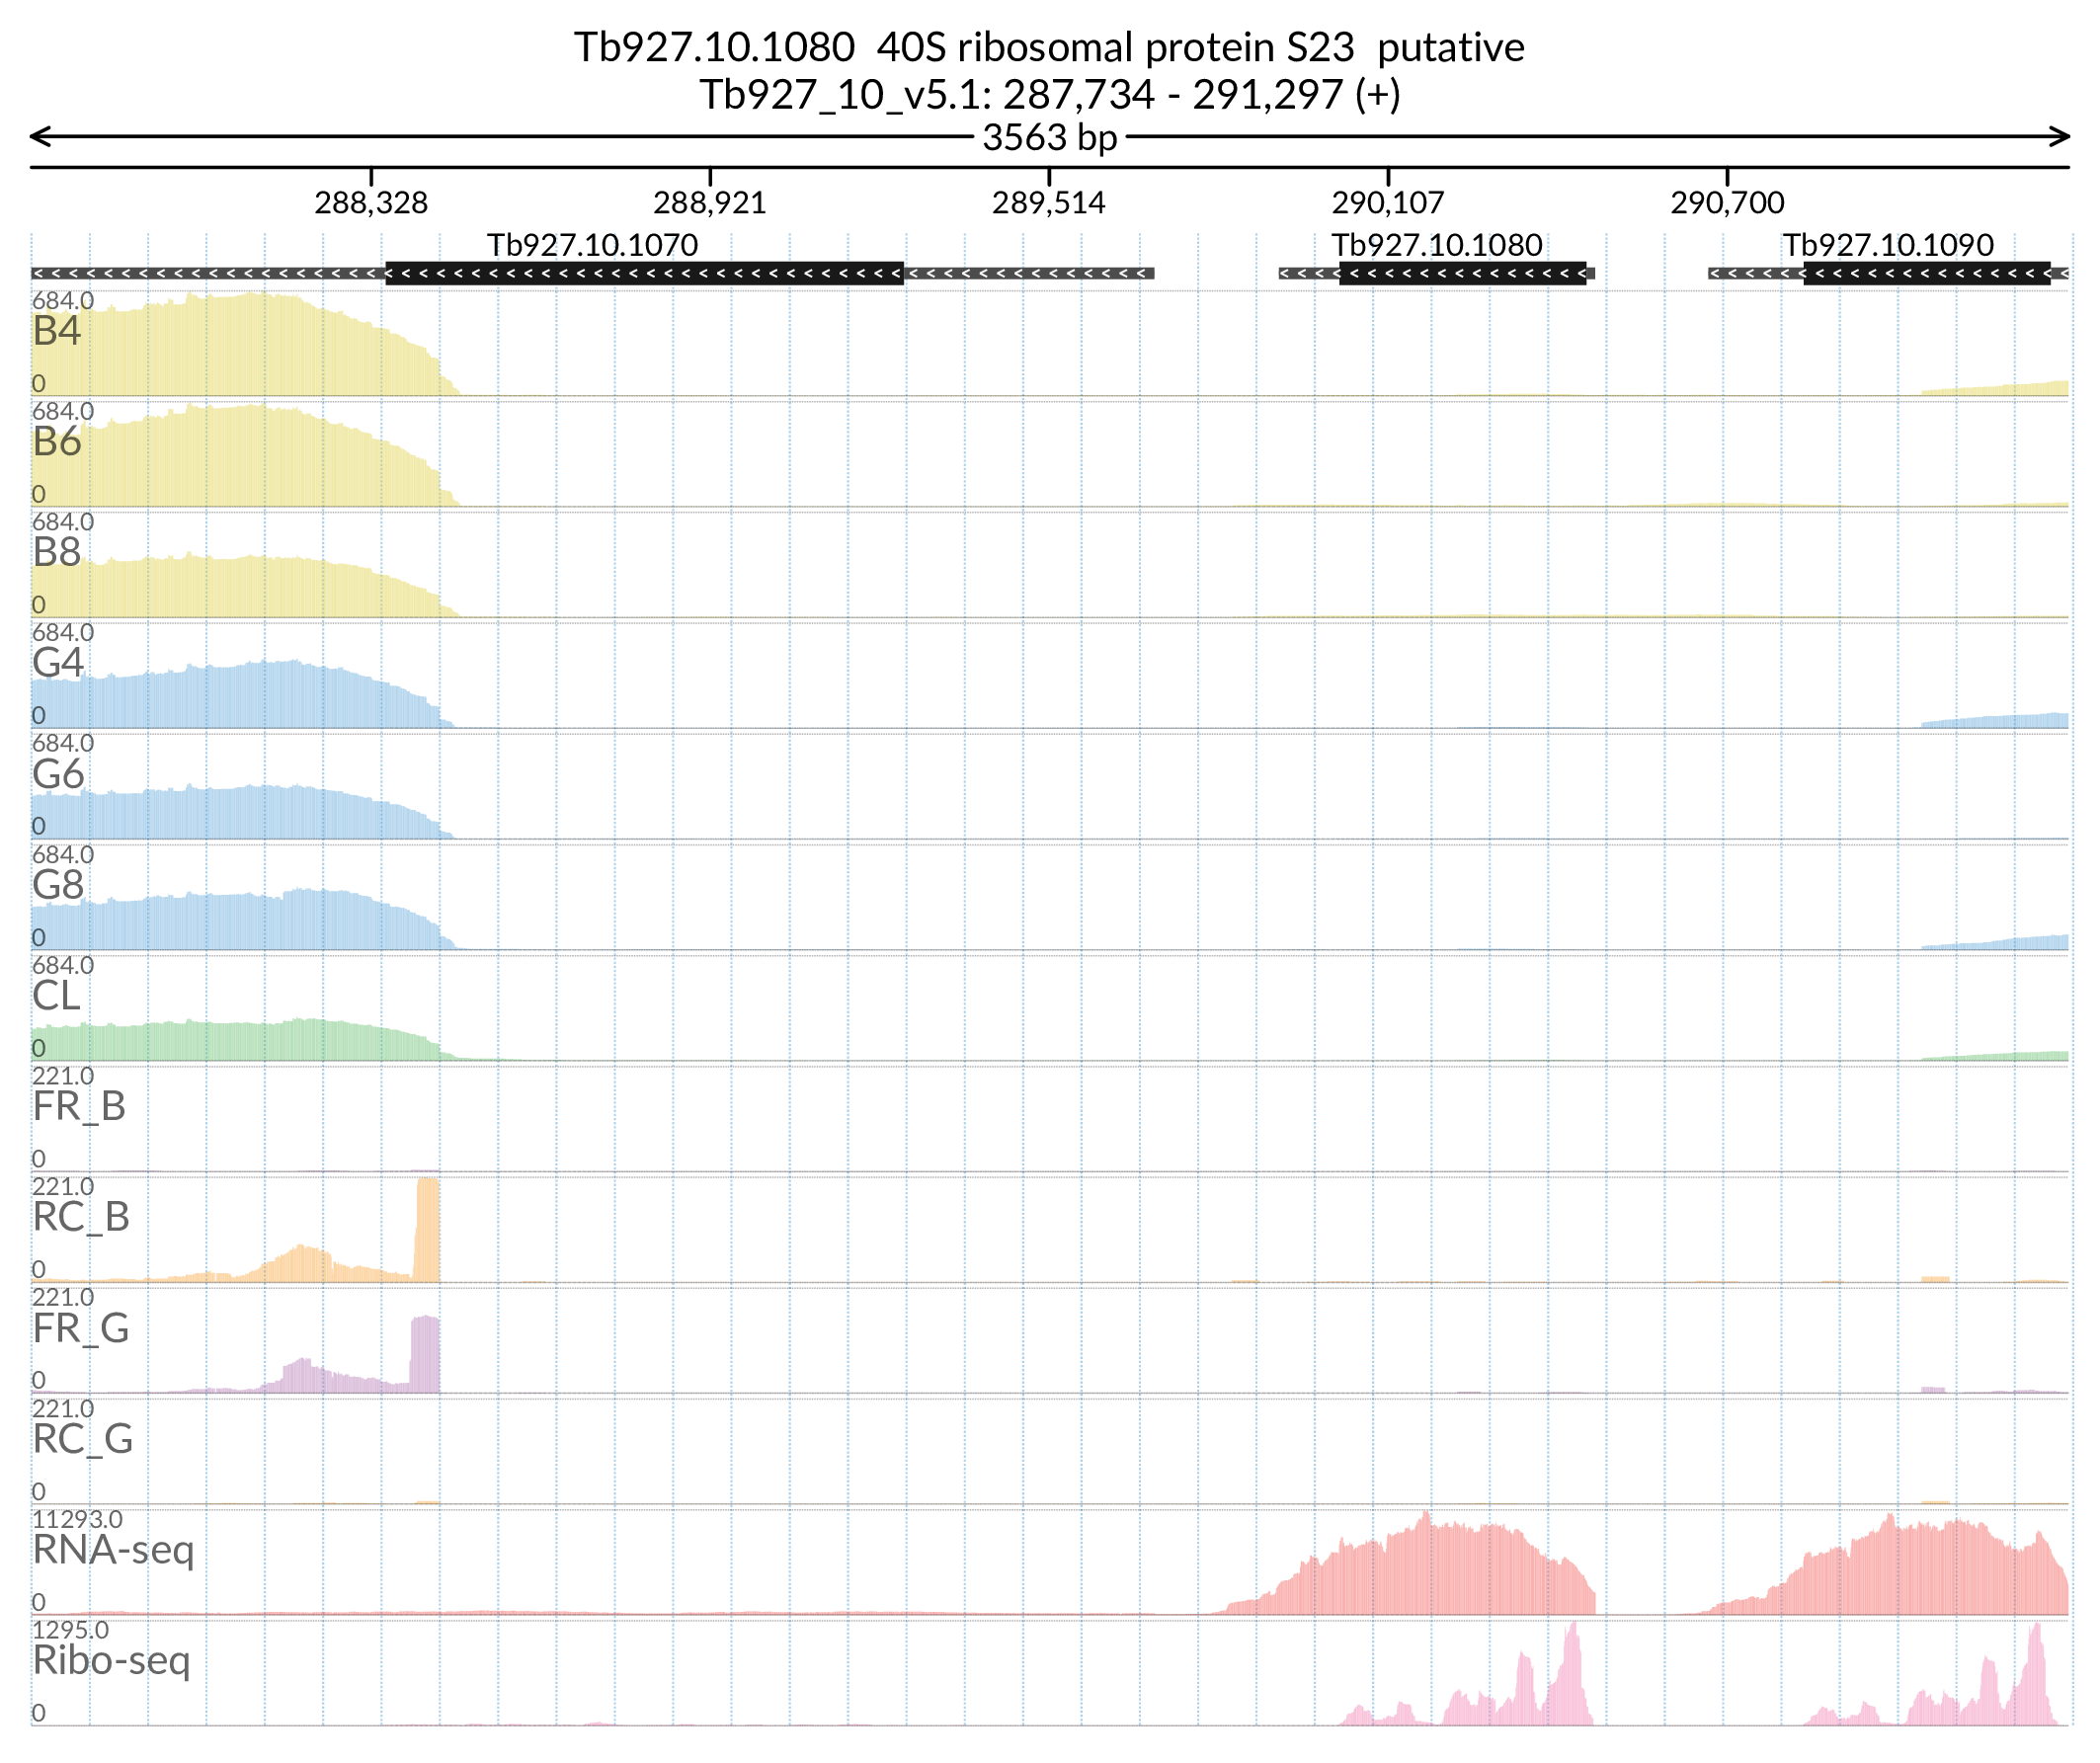 Tb927.10.1080 40S ribosomal protein S23 putative
Tb927_10_v5.1: 287,734 - 291,297 (+)
3563 bp
288,328 288,921 289,514 290,107 290,700
Tb927.10.1070 Tb927.10.1080 Tb927.10.1090
684.0
B4
0
684.0
B6
0
684.0
B8
0
684.0
G4
0
684.0
G6
0
684.0
G8
0
684.0
CL
0
221.0
FR_B
0
221.0
RC_B
0
221.0
FR_G
0
221.0
RC_G
0
11293.0
RNA-seq
0
1295.0
Ribo-seq
0